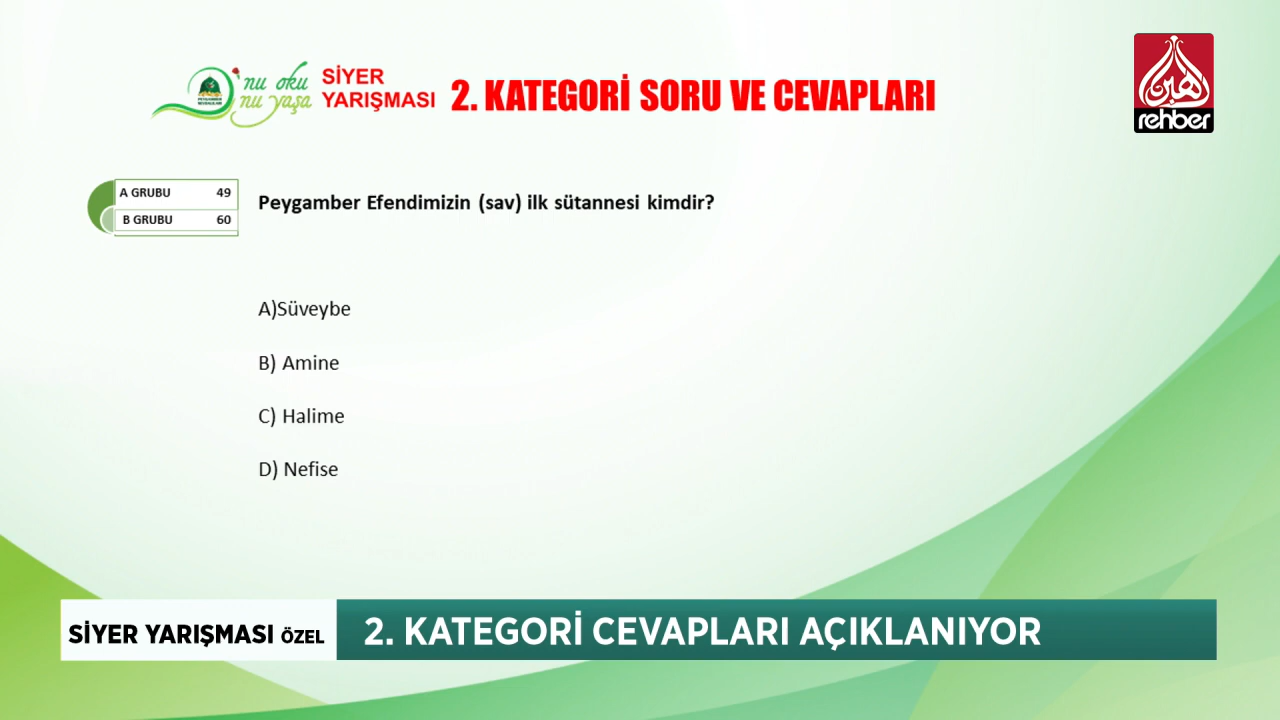 'nu oku
nu yaşa
SİYER
YARIŞMASI
2. KATEGORİ SORU VE CEVAPLARI
رهبر
rehber
A GRUBU 49
B GRUBU 60
Peygamber Efendimizin (sav) ilk sütannesi kimdir?
A)Süveybe
B) Amine
C) Halime
D) Nefise
SİYER YARIŞMASI ÖZEL
2. KATEGORİ CEVAPLARI AÇIKLANIYOR